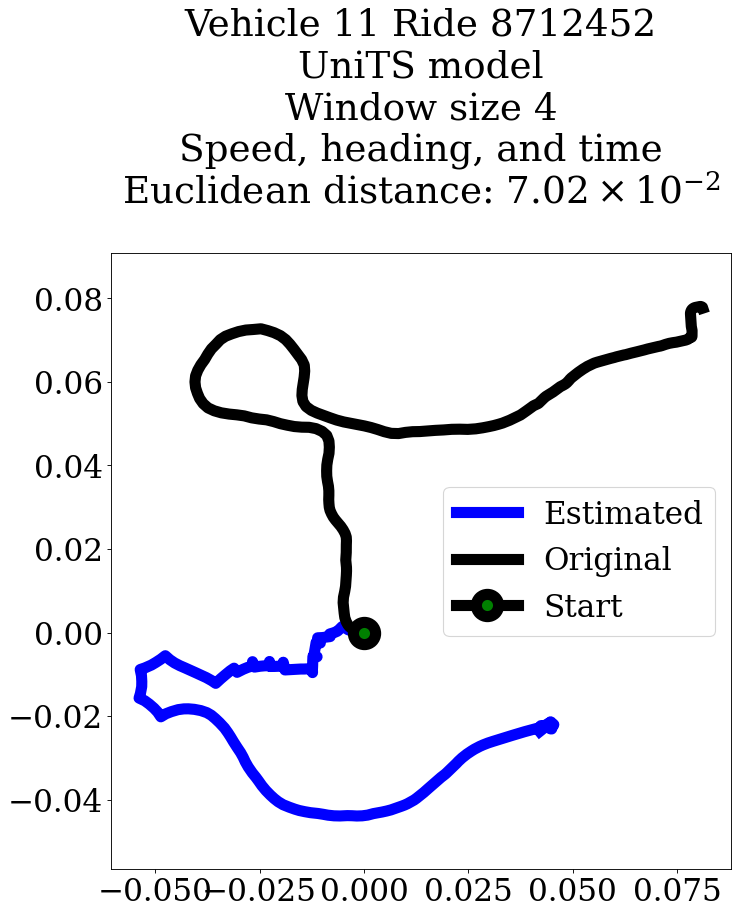 Vehicle 11 Ride 8712452
UniTS model
Window size 4
Speed, heading, and time
Euclidean distance: 7.02 × 10⁻²
0.08
0.06
0.04
0.02
0.00
−0.02
−0.04
Estimated
Original
Start
−0.050 −0.025 0.000 0.025 0.050 0.075